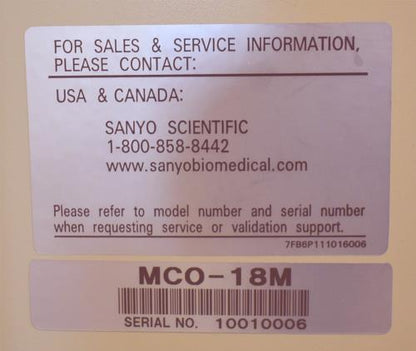 FOR SALES & SERVICE INFORMATION,
PLEASE CONTACT:
USA & CANADA:
SANYO SCIENTIFIC
1-800-858-8442
www.sanyobiomedical.com
Please refer to model number and serial number
when requesting service or validation support.
7FB6P111016006
MCO-18M
SERIAL NO. 10010006